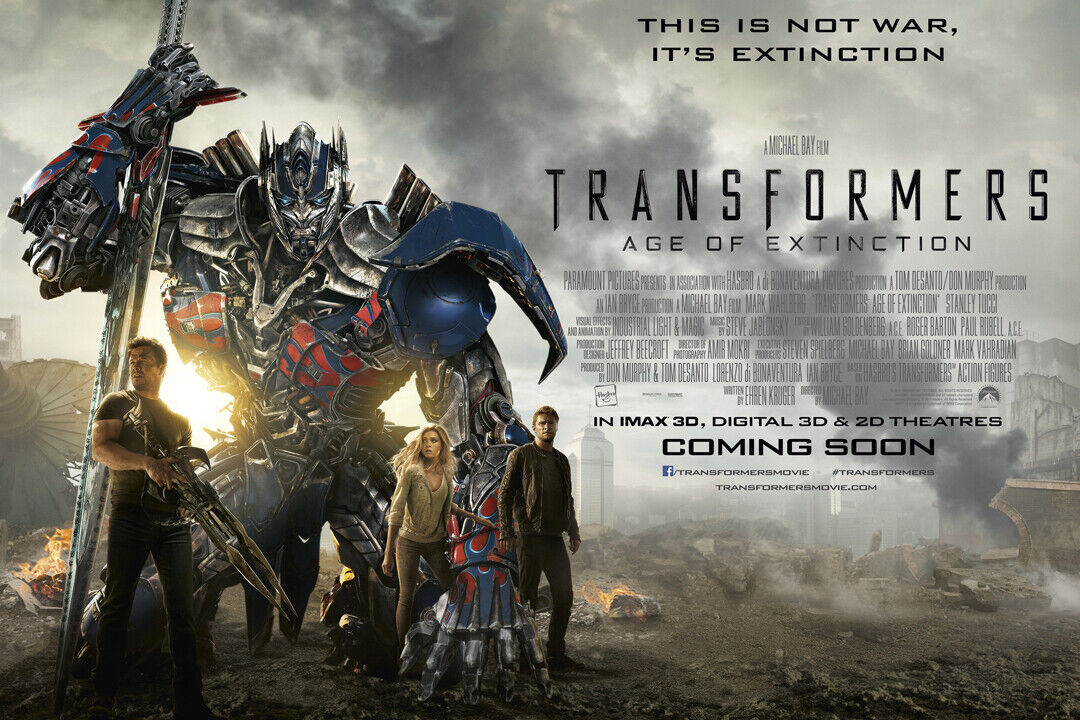 THIS IS NOT WAR,
IT'S EXTINCTION
A MICHAEL BAY FILM
TRANSFORMERS
AGE OF EXTINCTION
PARAMOUNT PICTURES PRESENTS IN ASSOCIATION WITH HASBRO A di BONAVENTURA PICTURES PRODUCTION A TOM DESANTO/DON MURPHY PRODUCTION
AN IAN BRYCE PRODUCTION A MICHAEL BAY FILM MARK WAHLBERG "TRANSFORMERS: AGE OF EXTINCTION" STANLEY TUCCI
VISUAL EFFECTS AND ANIMATION BY INDUSTRIAL LIGHT & MAGIC MUSIC BY STEVE JABLONSKY WILLIAM GOLDENBERG A.C.E. ROGER BARTON PAUL RUBELL, A.C.E.
PRODUCTION DESIGNER JEFFREY BEECROFT DIRECTOR OF PHOTOGRAPHY AMIR MOKRI EXECUTIVE PRODUCERS STEVEN SPIELBERG MICHAEL BAY BRIAN GOLDNER MARK VAHRADIAN
PRODUCED BY DON MURPHY & TOM DESANTO LORENZO di BONAVENTURA IAN BRYCE BASED ON HASBRO'S TRANSFORMERS™ ACTION FIGURES
WRITTEN BY EHREN KRUGER DIRECTED BY MICHAEL BAY
Hasbro
IN IMAX 3D, DIGITAL 3D & 2D THEATRES
COMING SOON
f/TRANSFORMERSMOVIE #TRANSFORMERS
TRANSFORMERSMOVIE.COM